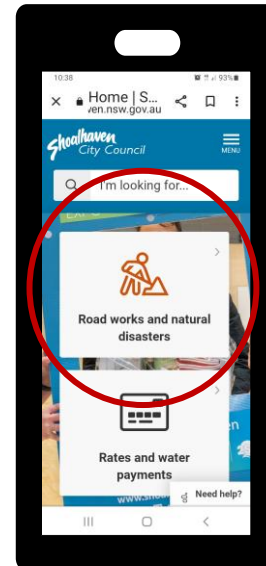 10:38 93%
Home | S...
ven.nsw.gov.au
Shoalhaven
City Council
MENU
I'm looking for...
EXPO
Road works and natural
disasters
Rates and water
payments
Need help?